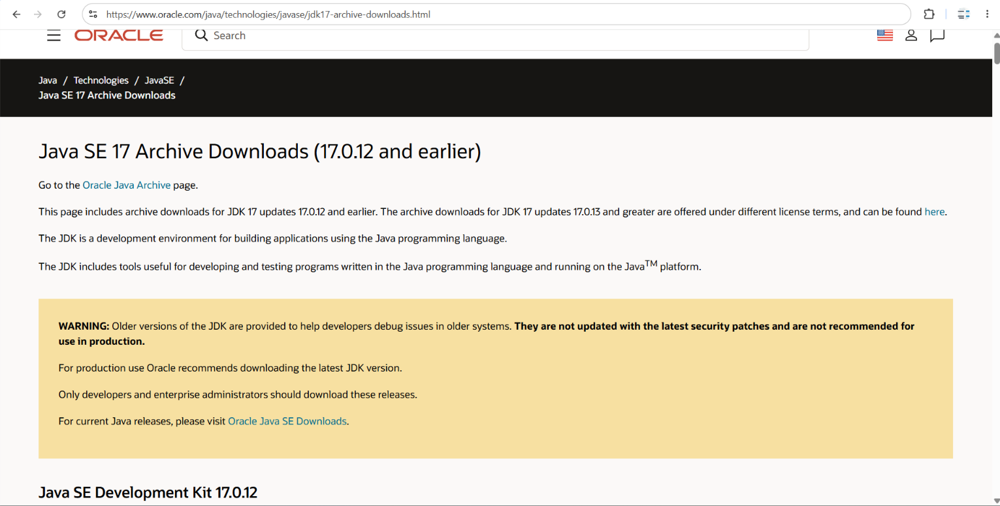 https://www.oracle.com/java/technologies/javase/jdk17-archive-downloads.html
ORACLE
Search
Java / Technologies / JavaSE /
Java SE 17 Archive Downloads
Java SE 17 Archive Downloads (17.0.12 and earlier)
Go to the Oracle Java Archive page.
This page includes archive downloads for JDK 17 updates 17.0.12 and earlier. The archive downloads for JDK 17 updates 17.0.13 and greater are offered under different license terms, and can be found here.
The JDK is a development environment for building applications using the Java programming language.
The JDK includes tools useful for developing and testing programs written in the Java programming language and running on the Java™ platform.
WARNING: Older versions of the JDK are provided to help developers debug issues in older systems. They are not updated with the latest security patches and are not recommended for
use in production.
For production use Oracle recommends downloading the latest JDK version.
Only developers and enterprise administrators should download these releases.
For current Java releases, please visit Oracle Java SE Downloads.
Java SE Development Kit 17.0.12